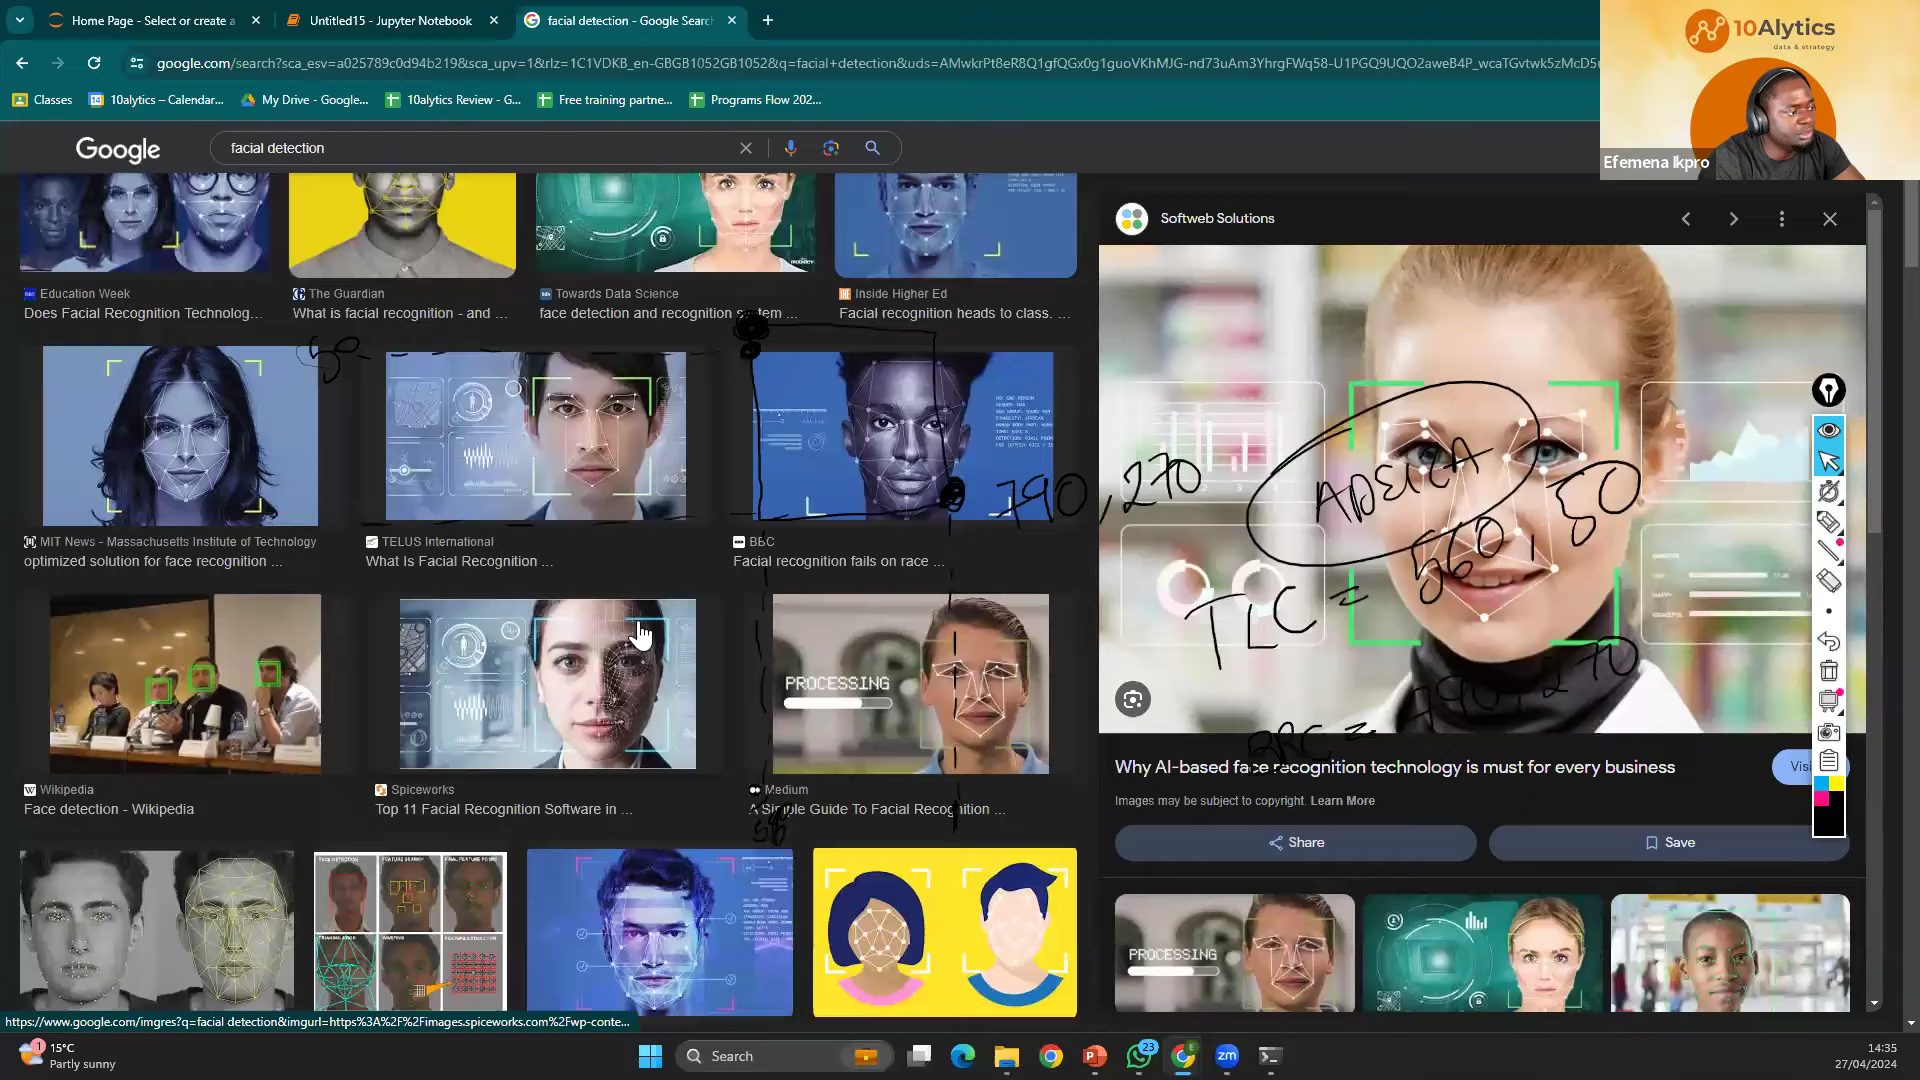 Home Page - Select or create a
Untitled15 - Jupyter Notebook
facial detection - Google Search
google.com/search?sca_esv=a025789c0d94b219&sca_upv=1&rlz=1C1VDKB_en-GBGB1052GB1052&q=facial+detection&uds=
Classes
10alytics – Calendar...
My Drive - Google...
10alytics Review - G...
Free training partne...
Programs Flow 202...
10Alytics
data & strategy
Efemena Ikpro
Google
facial detection
Softweb Solutions
Education Week
Does Facial Recognition Technolog...
The Guardian
What is facial recognition - and ...
Towards Data Science
face detection and recognition system ...
Inside Higher Ed
Facial recognition heads to class. ...
50
790, 270
ADEILA
TLC = 560, 50
BRC = 790, 270
MIT News - Massachusetts Institute of Technology
optimized solution for face recognition ...
TELUS International
What Is Facial Recognition ...
BBC
Facial recognition fails on race ...
PROCESSING
Wikipedia
Face detection - Wikipedia
Spiceworks
Top 11 Facial Recognition Software in ...
Medium
A Simple Guide To Facial Recognition ...
Why AI-based face recognition technology is must for every business
Images may be subject to copyright. Learn More
Share
Save
PROCESSING
https://www.google.com/imgres?q=facial detection&imgurl=https%3A%2F%2Fimages.spiceworks.com%2Fwp-conte...
1
15°C
Partly sunny
Search
23
zm
14:35
27/04/2024